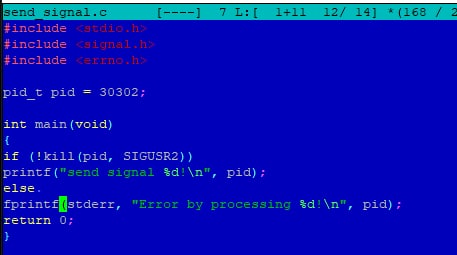 send_signal.c [----] 7 L:[ 1+11 12/ 14] *(168 / 2
#include <stdio.h>
#include <signal.h>
#include <errno.h>
pid_t pid = 30302;
int main(void)
{
if (!kill(pid, SIGUSR2))
printf("send signal %d!\n", pid);
else.
fprintf(stderr, "Error by processing %d!\n", pid);
return 0;
}